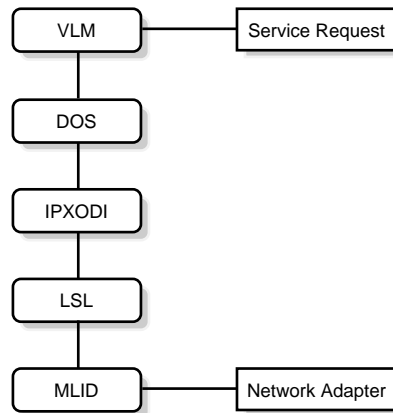 VLM
Service Request
DOS
IPXODI
LSL
MLID
Network Adapter